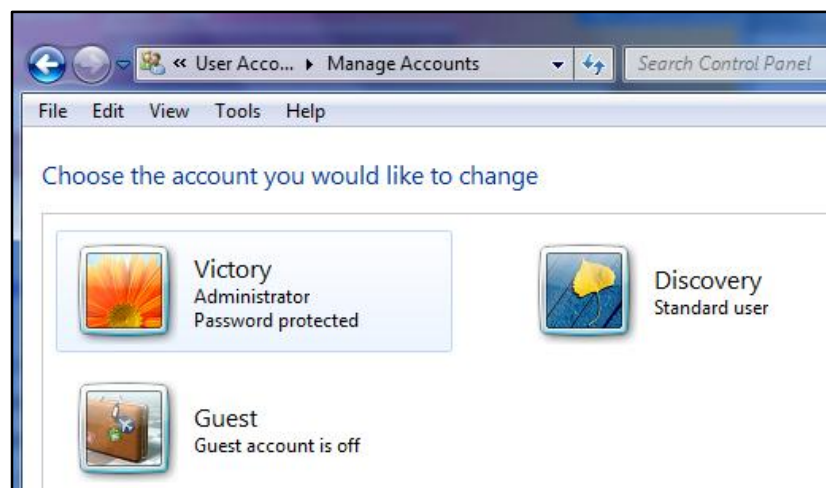 « User Acco... ▸ Manage Accounts
Search Control Panel
File Edit View Tools Help
Choose the account you would like to change
Victory
Administrator
Password protected
Discovery
Standard user
Guest
Guest account is off